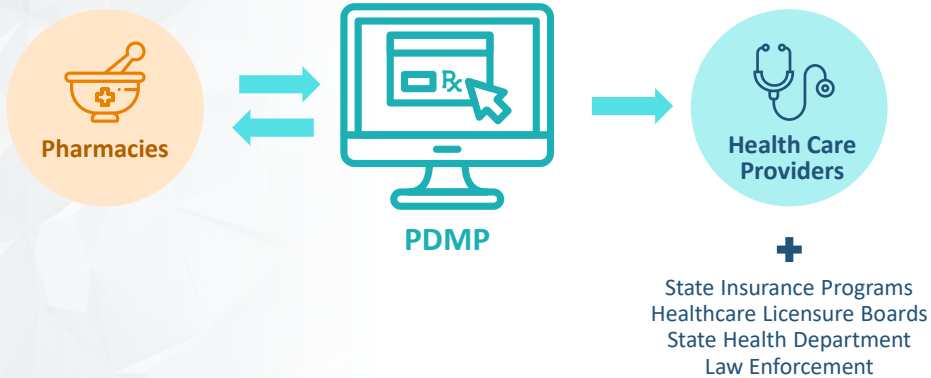 Rx
Pharmacies
PDMP
Health Care
Providers
State Insurance Programs
Healthcare Licensure Boards
State Health Department
Law Enforcement